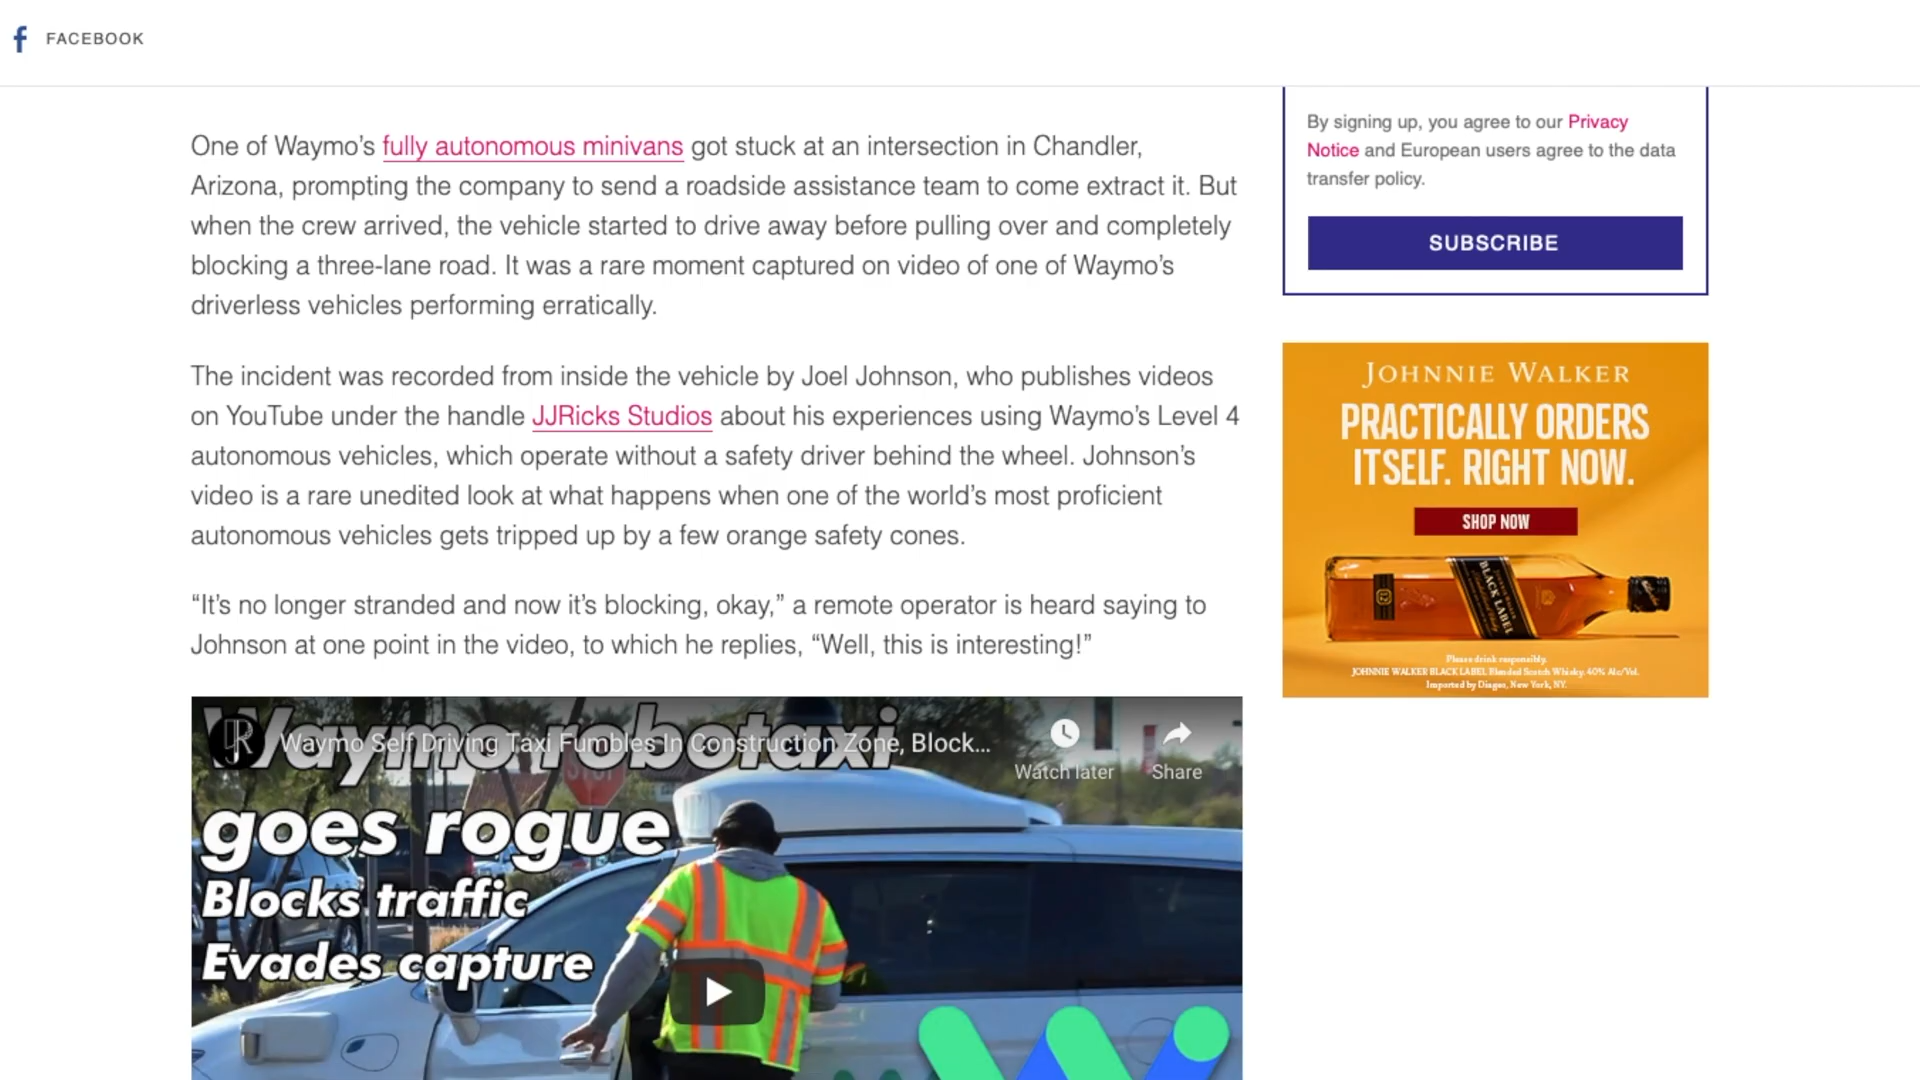 FACEBOOK
One of Waymo’s fully autonomous minivans got stuck at an intersection in Chandler,
Arizona, prompting the company to send a roadside assistance team to come extract it. But
when the crew arrived, the vehicle started to drive away before pulling over and completely
blocking a three-lane road. It was a rare moment captured on video of one of Waymo’s
driverless vehicles performing erratically.
The incident was recorded from inside the vehicle by Joel Johnson, who publishes videos
on YouTube under the handle JJRicks Studios about his experiences using Waymo’s Level 4
autonomous vehicles, which operate without a safety driver behind the wheel. Johnson’s
video is a rare unedited look at what happens when one of the world’s most proficient
autonomous vehicles gets tripped up by a few orange safety cones.
“It’s no longer stranded and now it’s blocking, okay,” a remote operator is heard saying to
Johnson at one point in the video, to which he replies, “Well, this is interesting!”
Waymo robotaxi
Waymo Self Driving Taxi Fumbles In Construction Zone, Block...
Watch later
Share
STOP
goes rogue
Blocks traffic
Evades capture
By signing up, you agree to our Privacy
Notice and European users agree to the data
transfer policy.
SUBSCRIBE
JOHNNIE WALKER
PRACTICALLY ORDERS
ITSELF. RIGHT NOW.
SHOP NOW
BLACK LABEL
Please drink responsibly.
JOHNNIE WALKER BLACK LABEL Blended Scotch Whisky. 40% Alc/Vol.
Imported by Diageo, New York, NY.